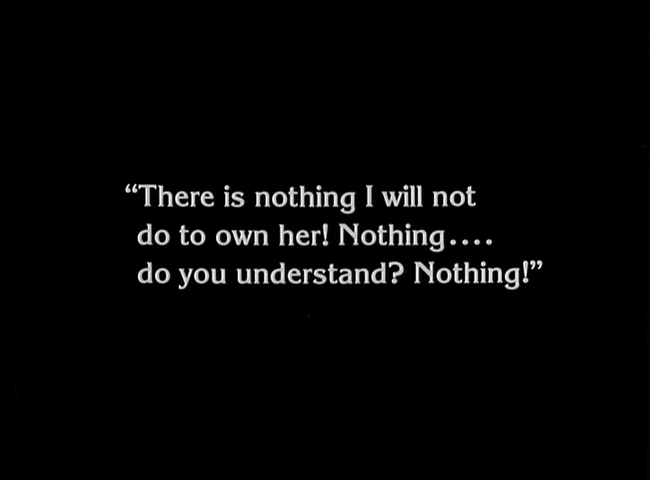 “There is nothing I will not
do to own her! Nothing....
do you understand? Nothing!”